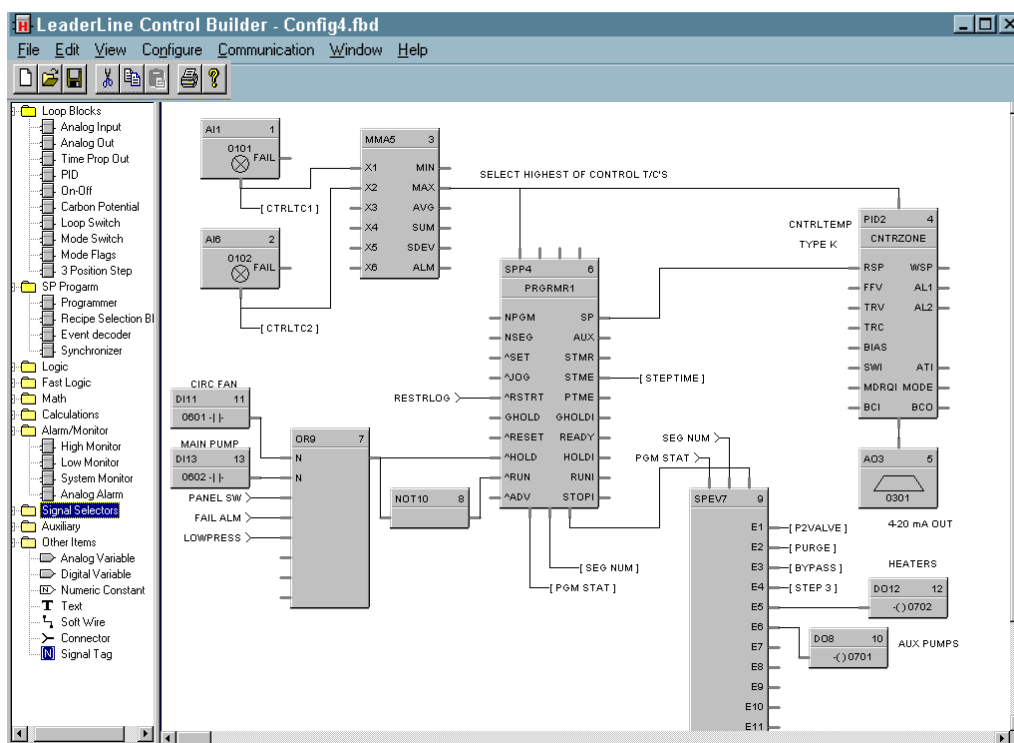 LeaderLine Control Builder - Config4.fbd
File Edit View Configure Communication Window Help
Loop Blocks
Analog Input
Analog Out
Time Prop Out
PID
On-Off
Carbon Potential
Loop Switch
Mode Switch
Mode Flags
3 Position Step
SP Progarm
Programmer
Recipe Selection Bl
Event decoder
Synchronizer
Logic
Fast Logic
Math
Calculations
Alarm/Monitor
High Monitor
Low Monitor
System Monitor
Analog Alarm
Signal Selectors
Auxiliary
Other Items
Analog Variable
Digital Variable
N Numeric Constant
T Text
Soft Wire
Connector
N Signal Tag
AI1 1
0101
FAIL
[ CTRLTC1 ]
AI6 2
0102
FAIL
[ CTRLTC2 ]
MMA5 3
X1 MIN
X2 MAX
X3 AVG
X4 SUM
X5 SDEV
X6 ALM
SELECT HIGHEST OF CONTROL T/C'S
CNTRLTEMP
TYPE K
PID2 4
CNTRZONE
RSP WSP
FFV AL1
TRV AL2
TRC
BIAS
SWI ATI
MDRQI MODE
BCI BCO
AO3 5
0301
4-20 mA OUT
SPP4 6
PRGRMR1
NPGM SP
NSEG AUX
^SET STMR
^JOG STME
^RSTRT PTME
GHOLD GHOLDI
^RESET READY
^HOLD HOLDI
^RUN RUNI
^ADV STOPI
[ STEPTIME ]
RESTRLOG
CIRC FAN
DI11 11
0601 -| |-
MAIN PUMP
DI13 13
0602 -| |-
PANEL SW
FAIL ALM
LOWPRESS
OR9 7
N
N
NOT10 8
[ SEG NUM ]
[ PGM STAT ]
SEG NUM
PGM STAT
SPEV7 9
E1 [ P2VALVE ]
E2 [ PURGE ]
E3 [ BYPASS ]
E4 [ STEP 3 ]
E5
E6
E7
E8
E9
E10
E11
HEATERS
DO12 12
-( ) 0702
DO8 10
-( ) 0701
AUX PUMPS